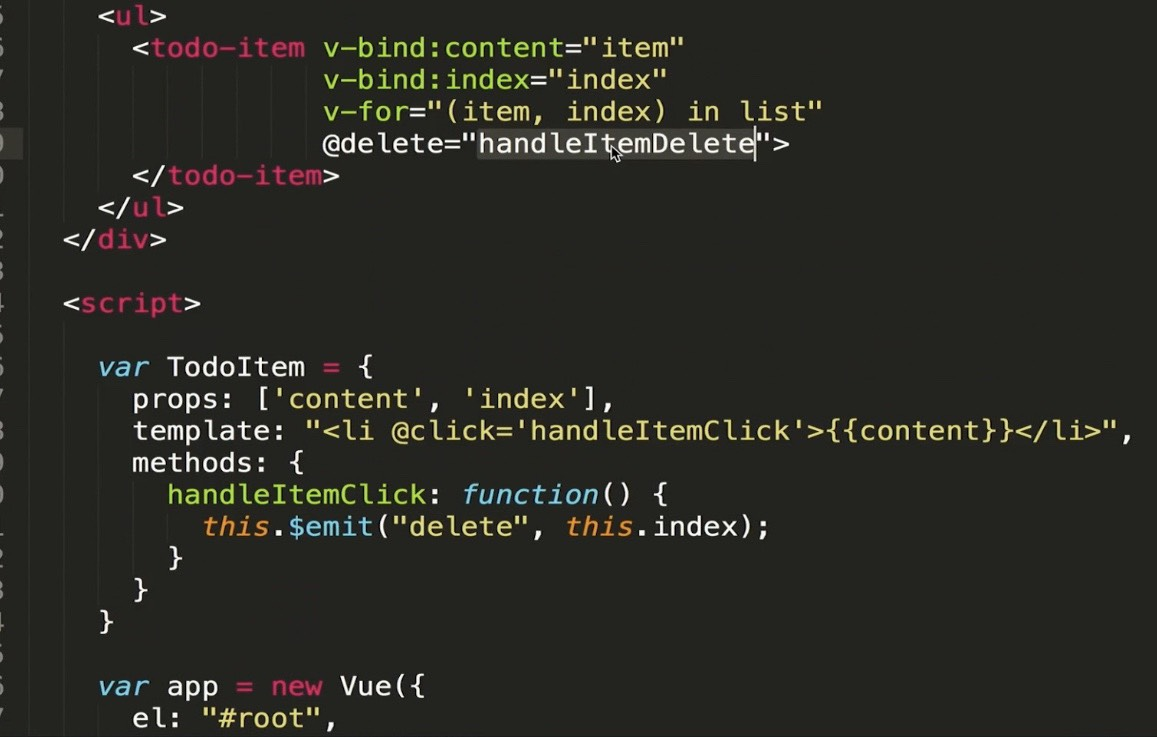 <ul>
<todo-item v-bind:content="item"
v-bind:index="index"
v-for="(item, index) in list"
@delete="handleItemDelete">
</todo-item>
</ul>
</div>
<script>
var TodoItem = {
props: ['content', 'index'],
template: "<li @click='handleItemClick'>{{content}}</li>",
methods: {
handleItemClick: function() {
this.$emit("delete", this.index);
}
}
}
var app = new Vue({
el: "#root",